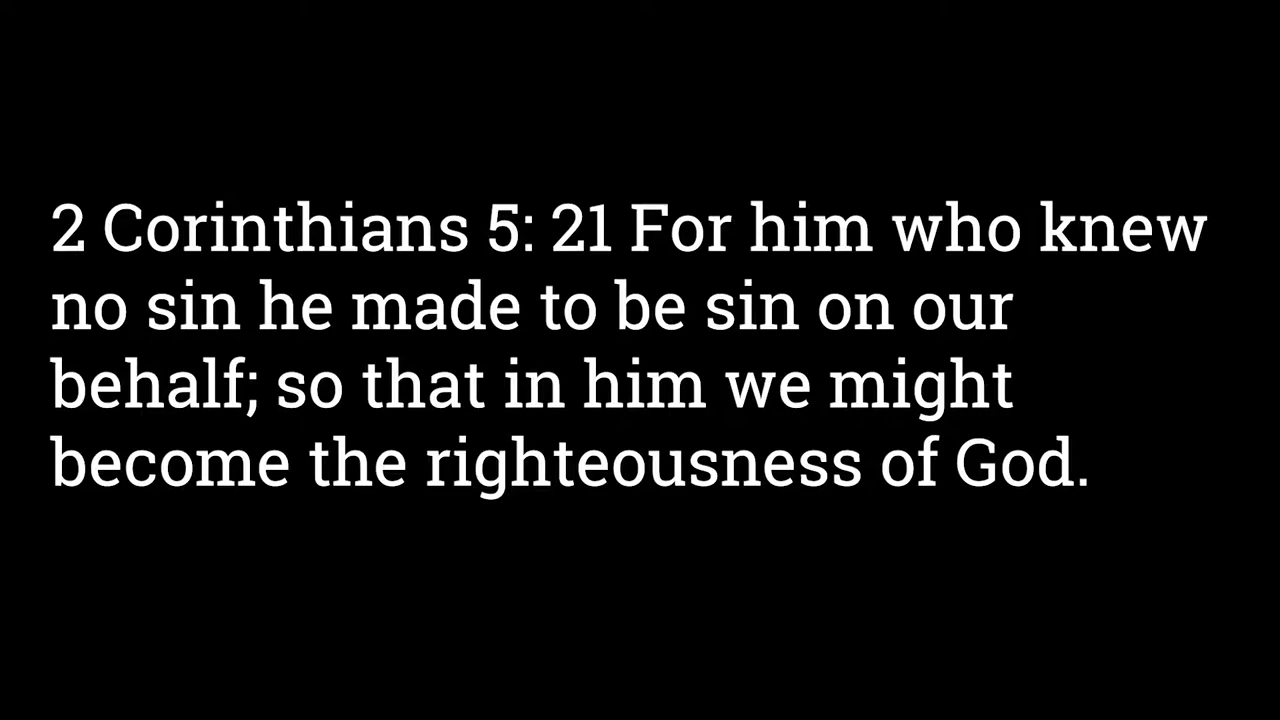 2 Corinthians 5: 21 For him who knew
no sin he made to be sin on our
behalf; so that in him we might
become the righteousness of God.